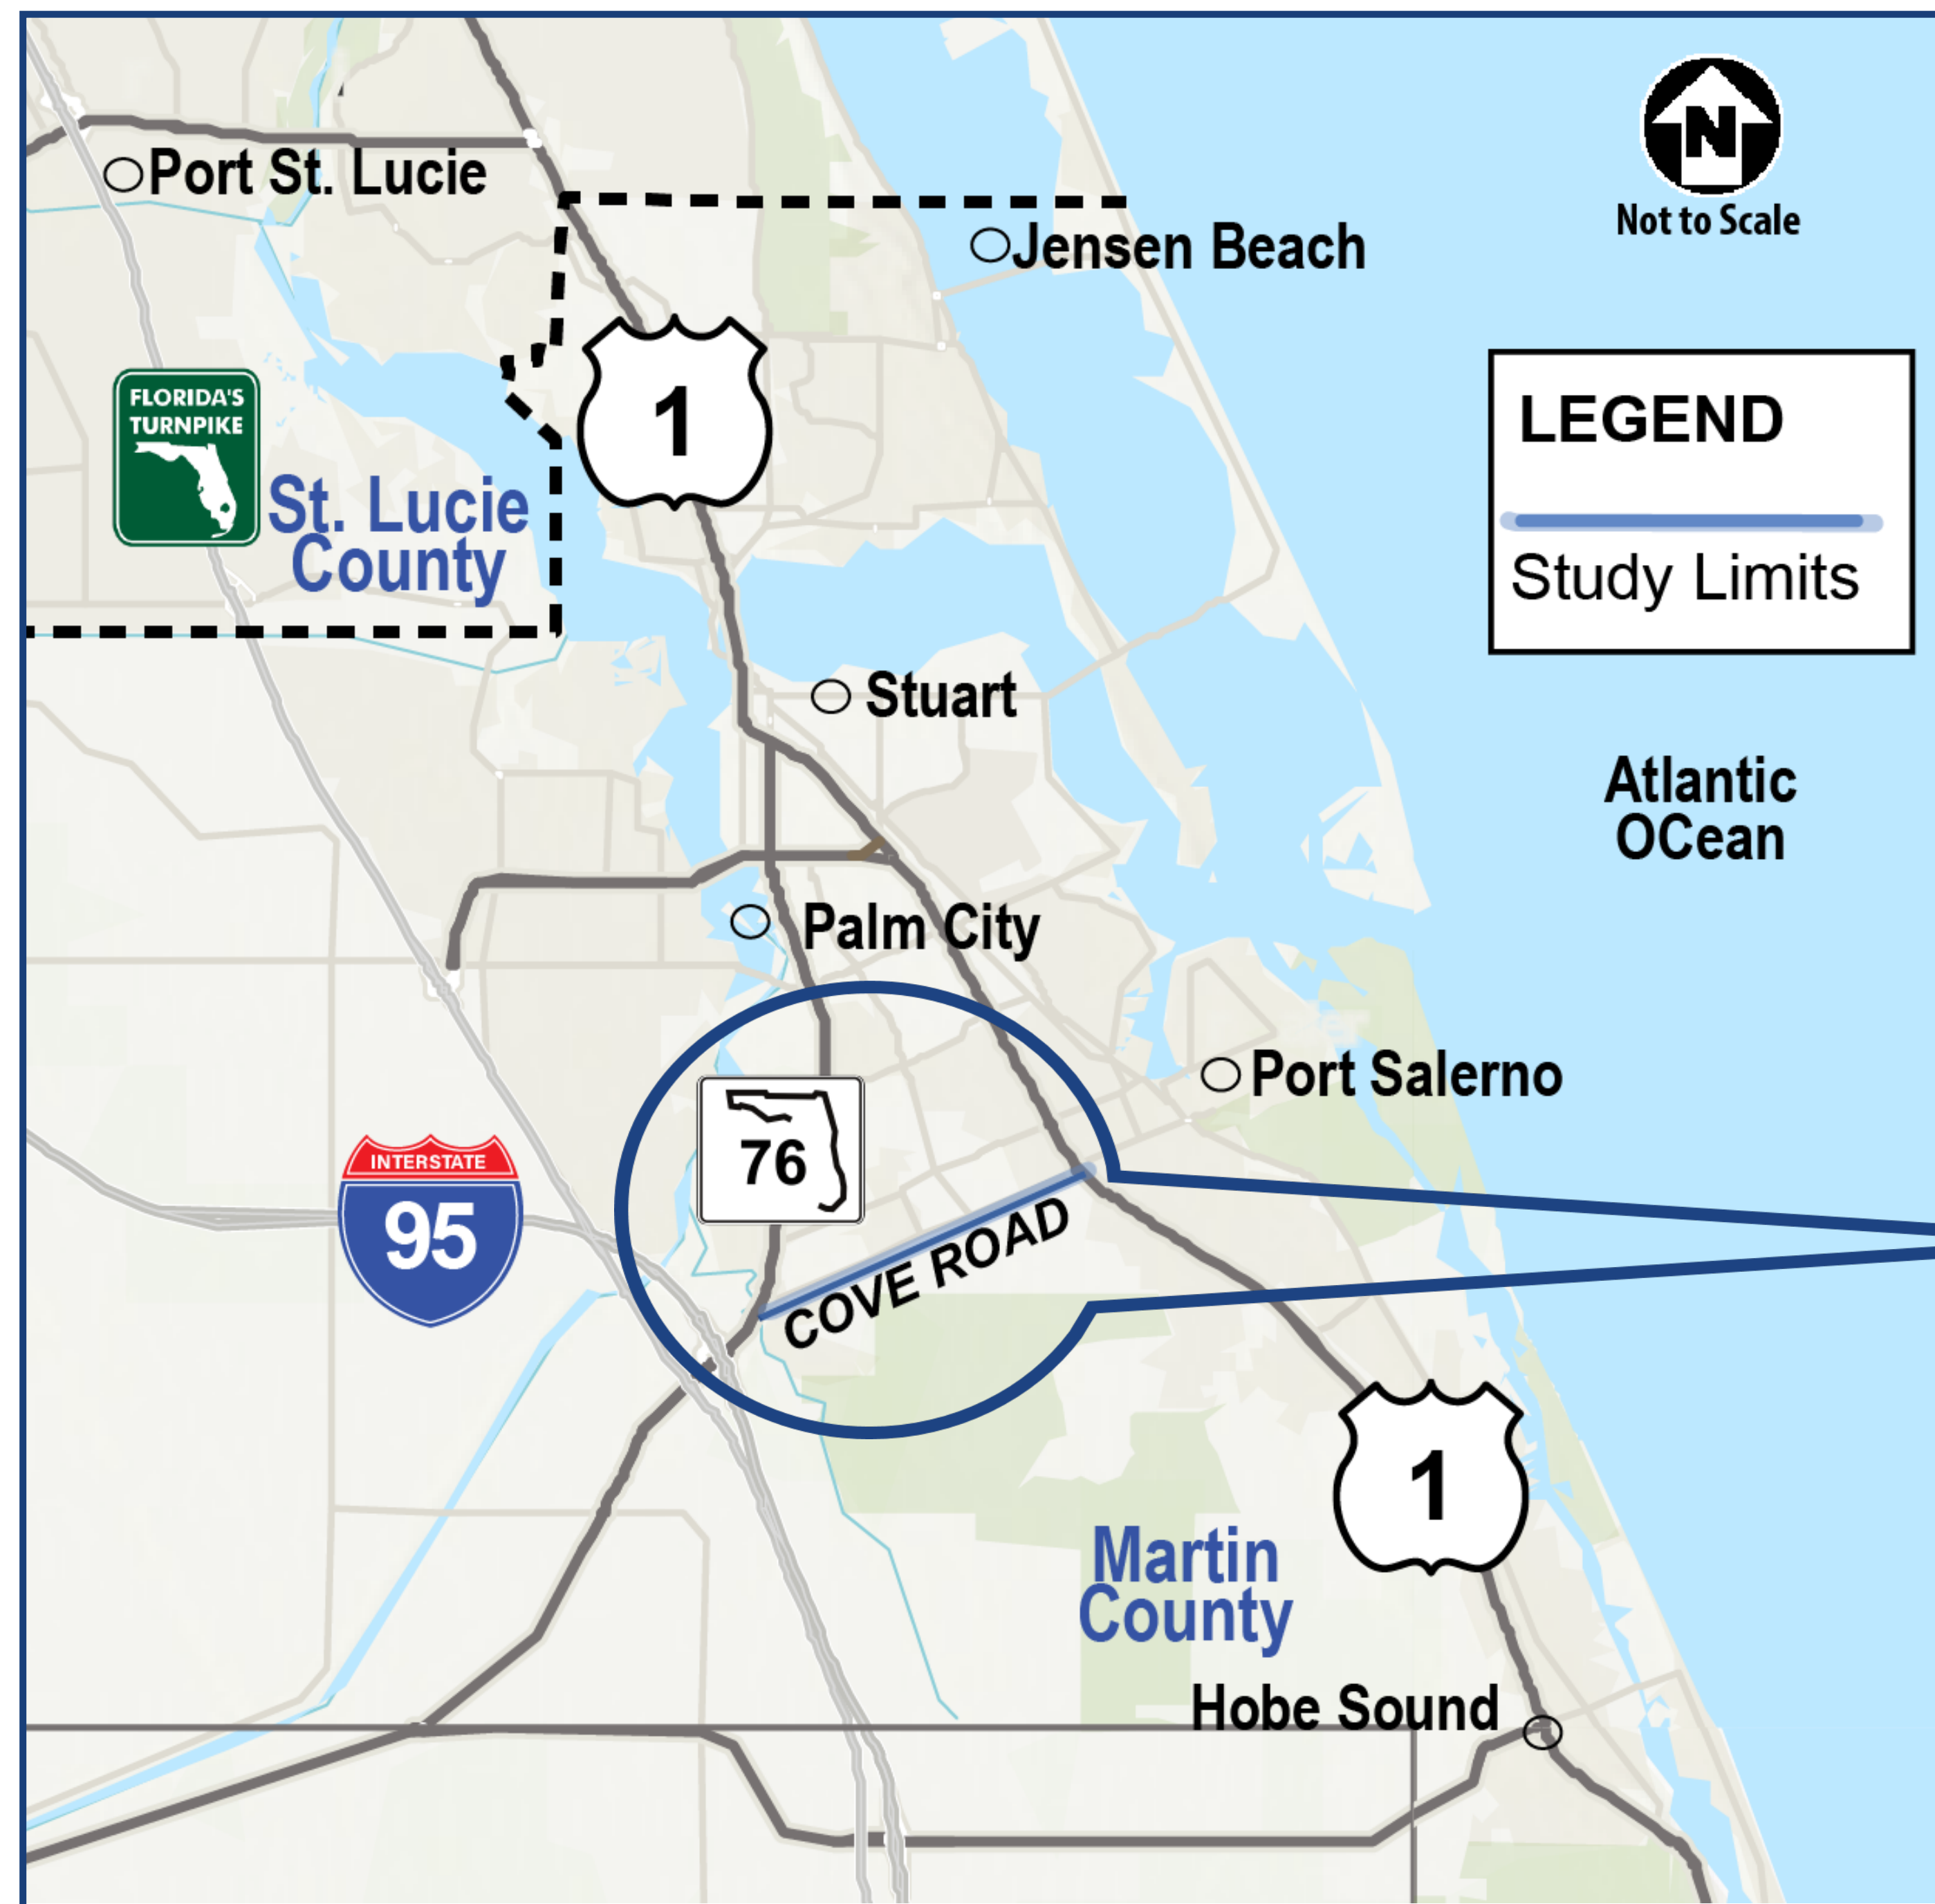 N
Not to Scale
Port St. Lucie
Jensen Beach
1
FLORIDA'S
TURNPIKE
St. Lucie
County
LEGEND
Study Limits
Stuart
Atlantic
OCean
Palm City
Port Salerno
76
INTERSTATE
95
COVE ROAD
1
Martin
County
Hobe Sound